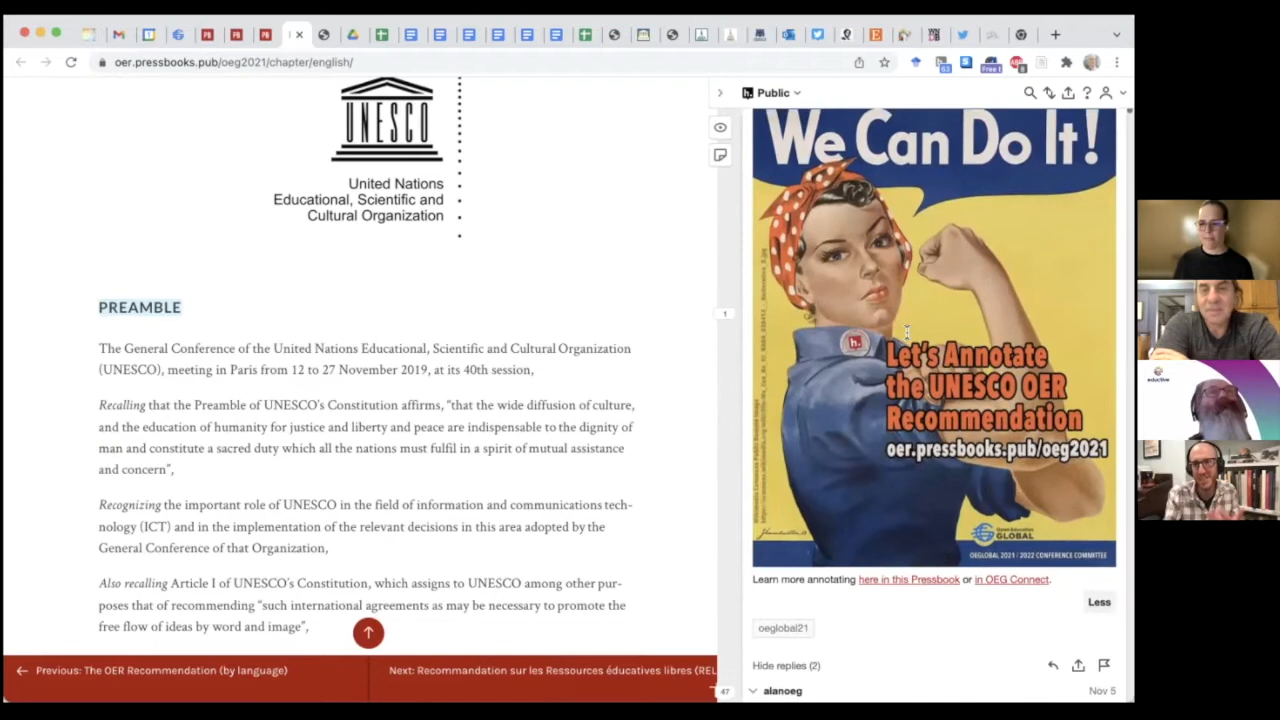 oer.pressbooks.pub/oeg2021/chapter/english/
UNESCO
United Nations
Educational, Scientific and
Cultural Organization
PREAMBLE
The General Conference of the United Nations Educational, Scientific and Cultural Organization
(UNESCO), meeting in Paris from 12 to 27 November 2019, at its 40th session,
Recalling that the Preamble of UNESCO's Constitution affirms, “that the wide diffusion of culture,
and the education of humanity for justice and liberty and peace are indispensable to the dignity of
man and constitute a sacred duty which all the nations must fulfil in a spirit of mutual assistance
and concern”,
Recognizing the important role of UNESCO in the field of information and communications tech-
nology (ICT) and in the implementation of the relevant decisions in this area adopted by the
General Conference of that Organization,
Also recalling Article I of UNESCO's Constitution, which assigns to UNESCO among other pur-
poses that of recommending “such international agreements as may be necessary to promote the
free flow of ideas by word and image”,
Previous: The OER Recommendation (by language)
Next: Recommandation sur les Ressources éducatives libres (REL
1
47
h. Public
We Can Do It!
h.
Let's Annotate
the UNESCO OER
Recommendation
oer.pressbooks.pub/oeg2021
Open Education
GLOBAL
OEGLOBAL 2021 / 2022 CONFERENCE COMMITTEE
Learn more annotating here in this Pressbook or in OEG Connect.
Less
oeglobal21
Hide replies (2)
alanoeg
Nov 5
eductive